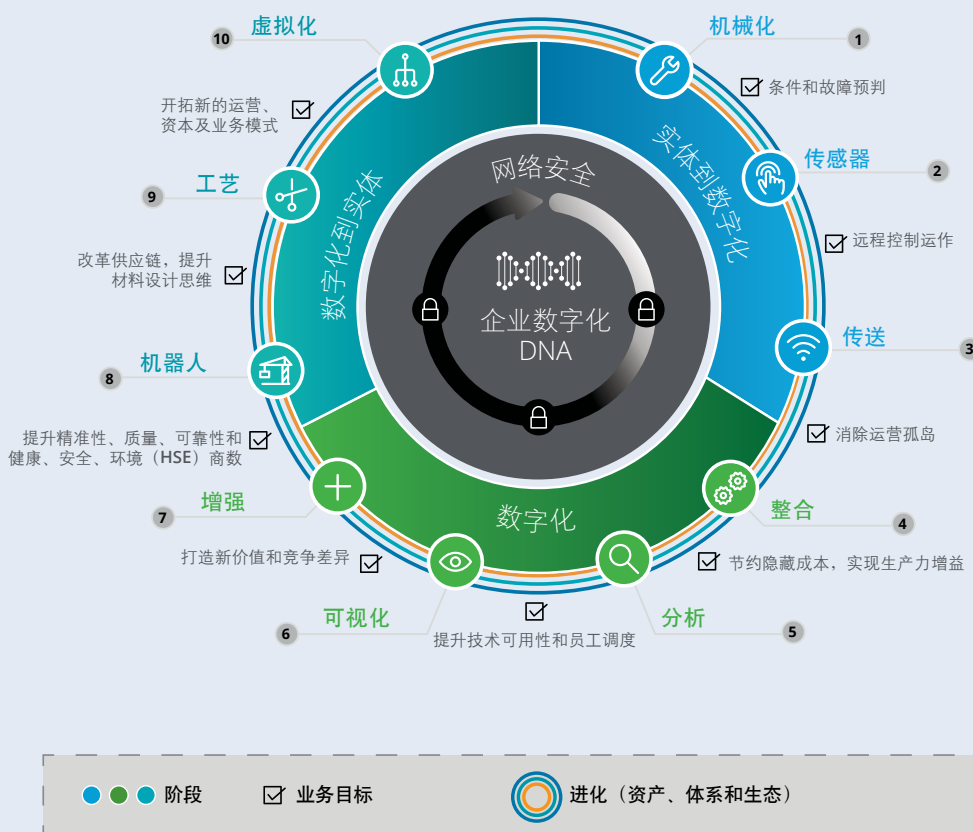 机械化
1
条件和故障预判
传感器
2
远程控制运作
传送
3
消除运营孤岛
整合
4
节约隐藏成本，实现生产力增益
分析
5
提升技术可用性和员工调度
可视化
6
打造新价值和竞争差异
增强
7
提升精准性、质量、可靠性和
健康、安全、环境（HSE）商数
机器人
8
改革供应链，提升
材料设计思维
工艺
9
开拓新的运营、
资本及业务模式
虚拟化
10
实体到数字化
数字化
数字化到实体
网络安全
企业数字化
DNA
阶段
业务目标
进化（资产、体系和生态）